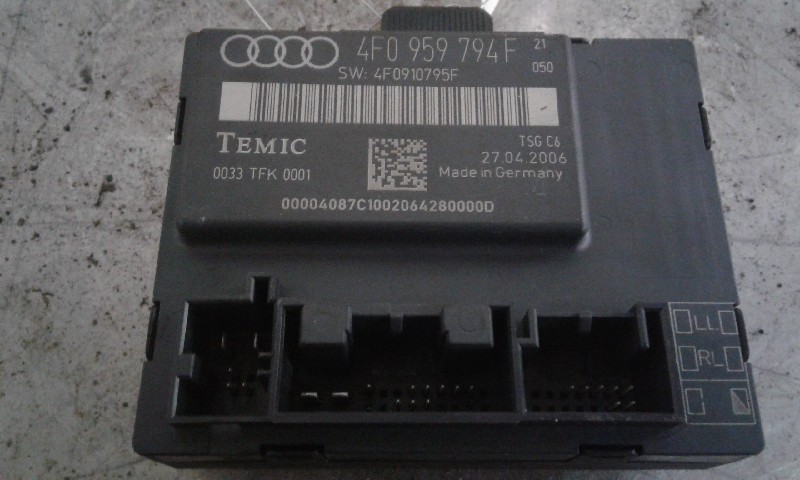 4F0 959 794 F 21
SW: 4F0910795F 050
TEMIC
TSG C6
27.04.2006
0033 TFK 0001
Made in Germany
00004087C1002064280000D
LL
RL